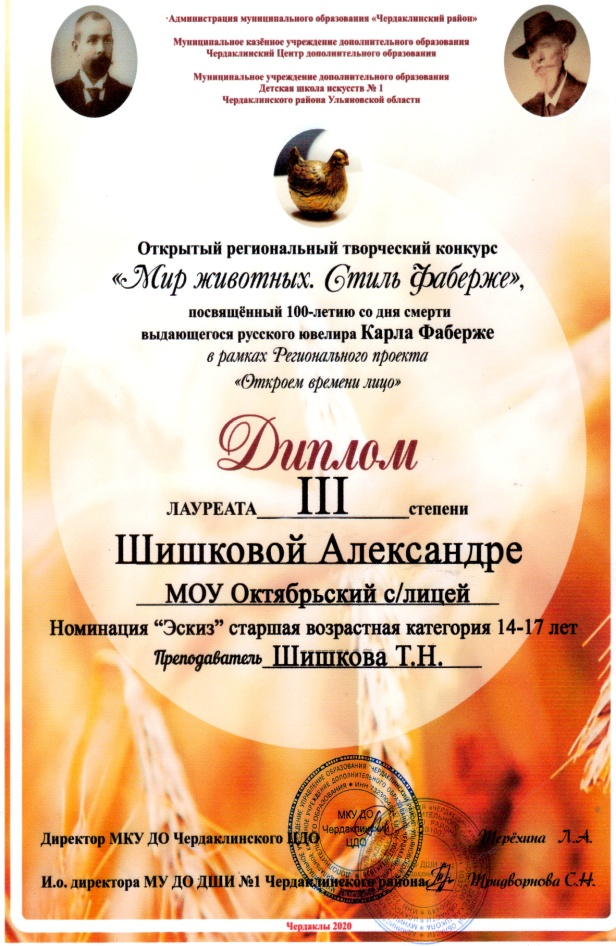 Администрация муниципального образования «Чердаклинский район»
Муниципальное казённое учреждение дополнительного образования
Чердаклинский Центр дополнительного образования
Муниципальное учреждение дополнительного образования
Детская школа искусств № 1
Чердаклинского района Ульяновской области
Открытый региональный творческий конкурс
«Мир животных. Стиль Фаберже»,
посвящённый 100-летию со дня смерти
выдающегося русского ювелира Карла Фаберже
в рамках Регионального проекта
«Откроем времени лицо»
Диплом
ЛАУРЕАТА III степени
Шишковой Александре
МОУ Октябрьский с/лицей
Номинация “Эскиз” старшая возрастная категория 14-17 лет
Преподаватель Шишкова Т.Н.
МКУ ДО
Чердаклинский
ЦДО
Директор МКУ ДО Чердаклинского ЦДО Терёхина Л.А.
И.о. директора МУ ДО ДШИ №1 Чердаклинского района Тридворнова С.Н.
Чердаклы 2020